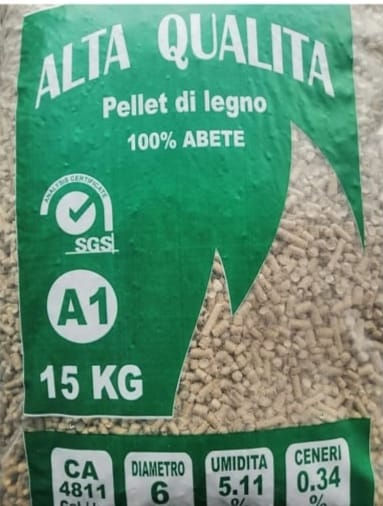 ALTA QUALITA
Pellet di legno
100% ABETE
ANALYSIS CERTIFICATE
SGS
A1
15 KG
CA
4811
DIAMETRO
6
UMIDITA
5.11
%
CENERI
0.34
%